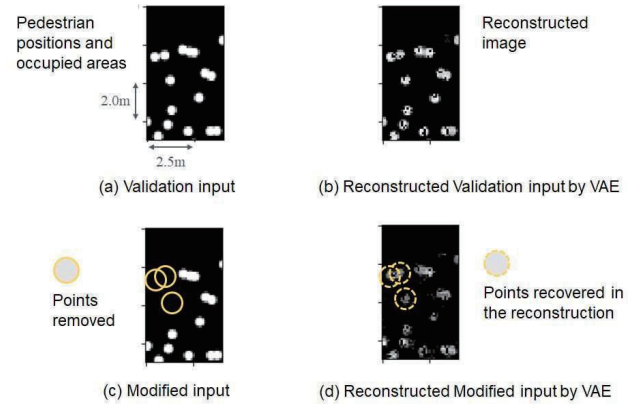 Pedestrian
positions and
occupied areas
Reconstructed
image
2.0m
2.5m
(a) Validation input
(b) Reconstructed Validation input by VAE
Points
removed
Points recovered in
the reconstruction
(c) Modified input
(d) Reconstructed Modified input by VAE